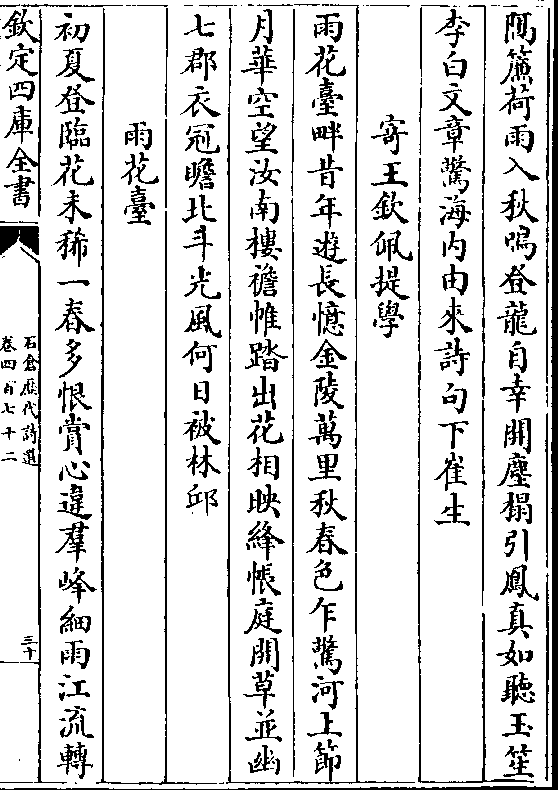 隔簾荷雨入秋鳴登龍自幸開塵榻引鳳真如聽玉笙
李白文章驚海内由來詩句下崔生
寄王欽佩提學
雨花臺畔昔年遊長憶金陵萬里秋春色乍驚河上節
月華空望汝南樓襜帷踏出花相映絳帳庭開草並幽
七郡衣冠瞻北斗光風何日被林邱
雨花臺
初夏登臨花未稀一春多恨賞心違羣峰細雨江流轉
欽定四庫全書
石倉歴代詩選
卷四百七十二
三十